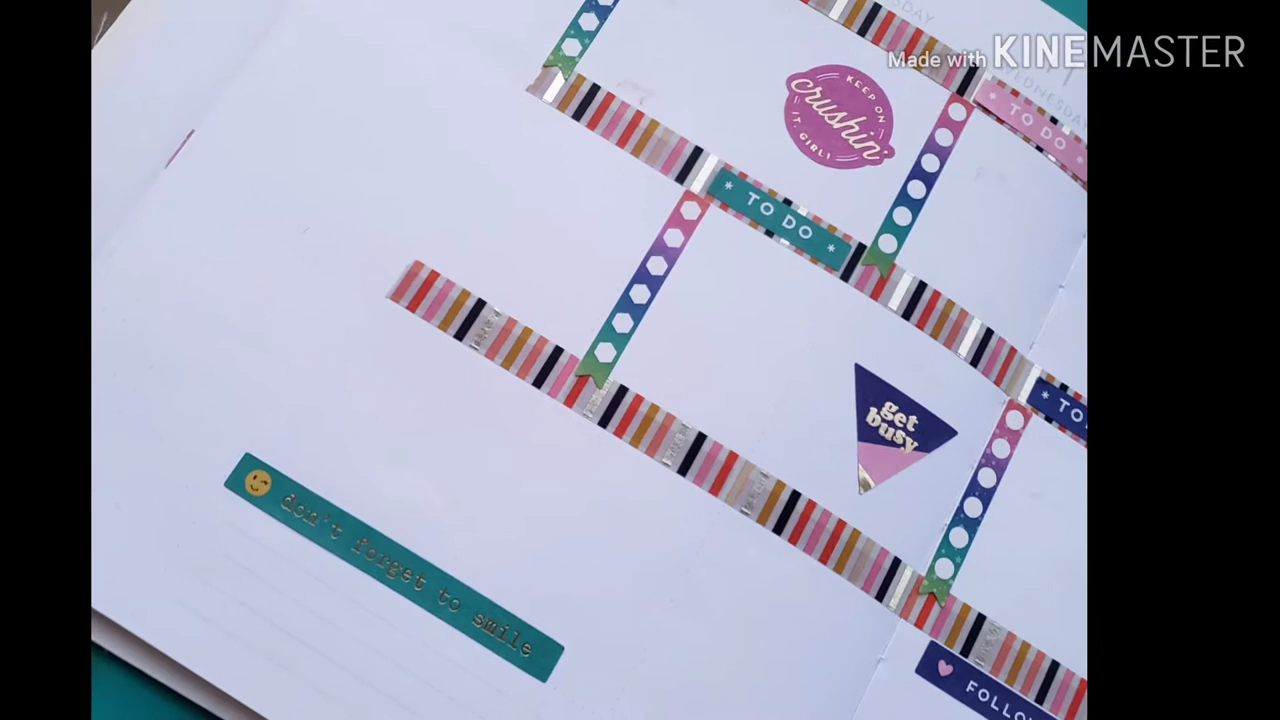 Made with KINEMASTER
WEDNESDAY
KEEP ON
crushin'
IT, GIRL!
* TO DO *
* TO DO *
* TO
get
busy
don't forget to smile